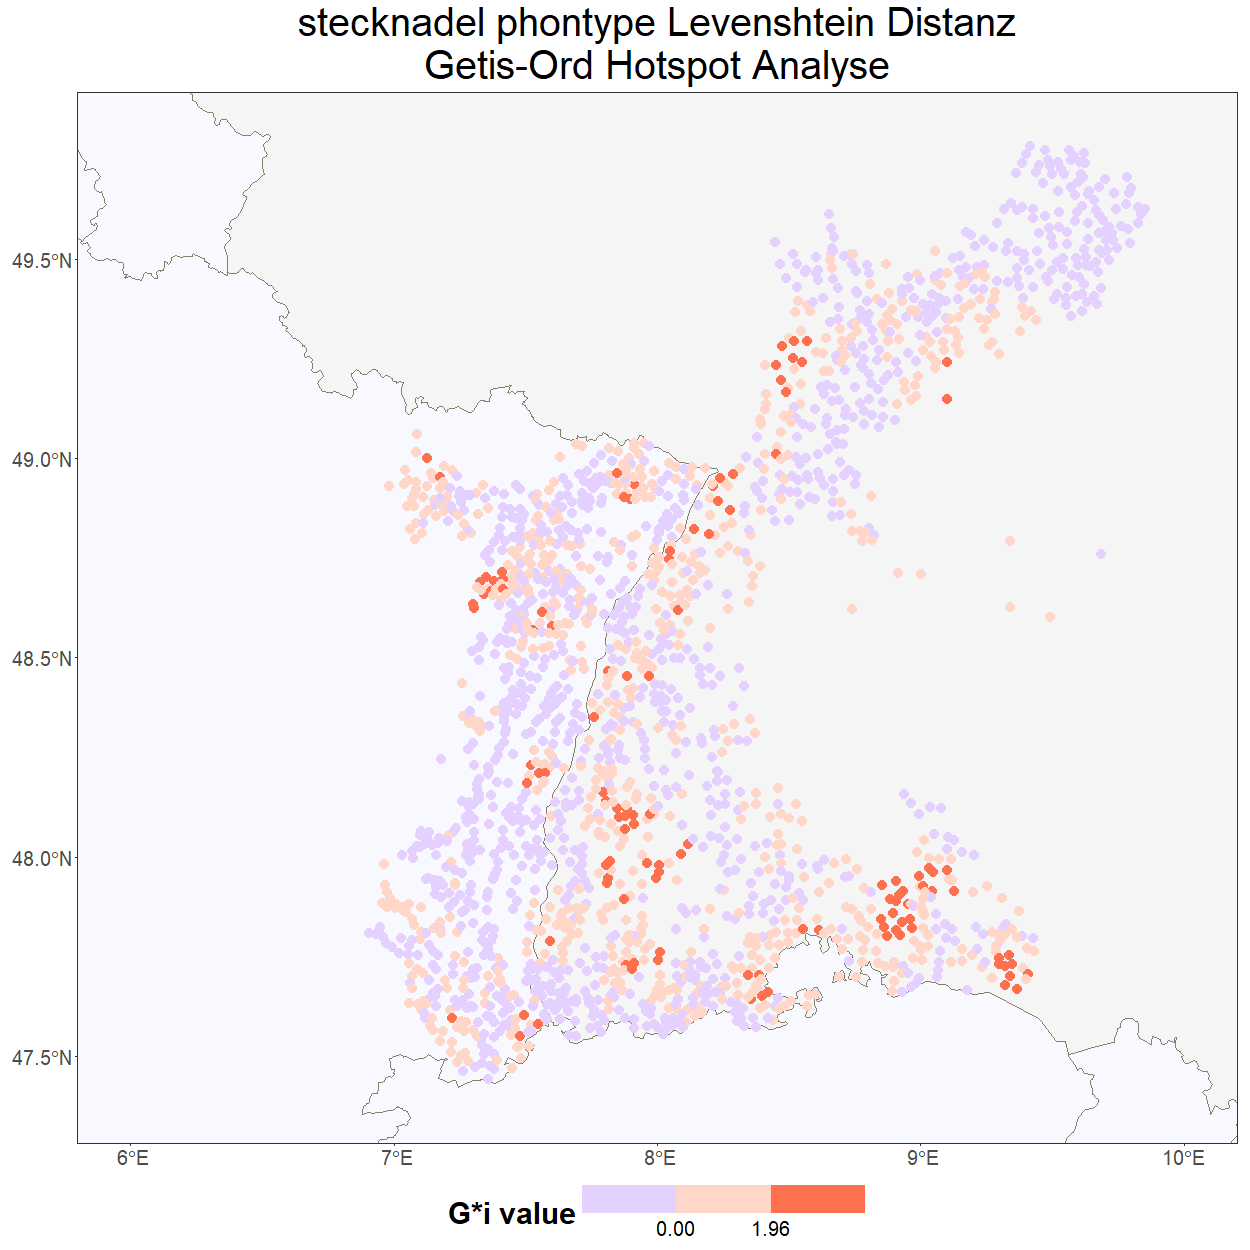 stecknadel phontype Levenshtein Distanz
Getis-Ord Hotspot Analyse
49.5°N
49.0°N
48.5°N
48.0°N
47.5°N
6°E
7°E
8°E
9°E
10°E
G*i value
0.00
1.96